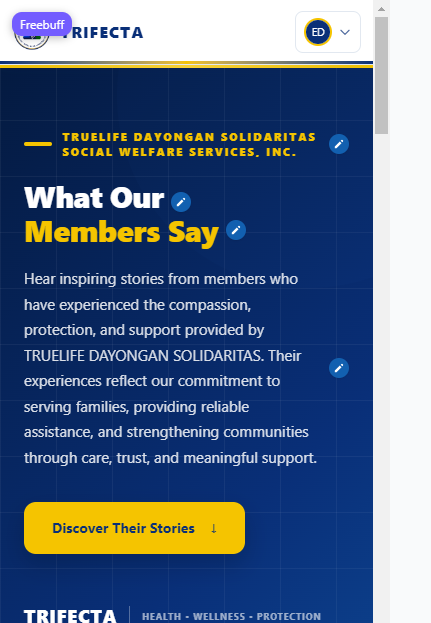 Freebuff
TRIFECTA
ED
TRUELIFE DAYONGAN SOLIDARITAS
SOCIAL WELFARE SERVICES, INC.
What Our
Members Say
Hear inspiring stories from members who
have experienced the compassion,
protection, and support provided by
TRUELIFE DAYONGAN SOLIDARITAS. Their
experiences reflect our commitment to
serving families, providing reliable
assistance, and strengthening communities
through care, trust, and meaningful support.
Discover Their Stories ↓
TRIFECTA
HEALTH • WELLNESS • PROTECTION